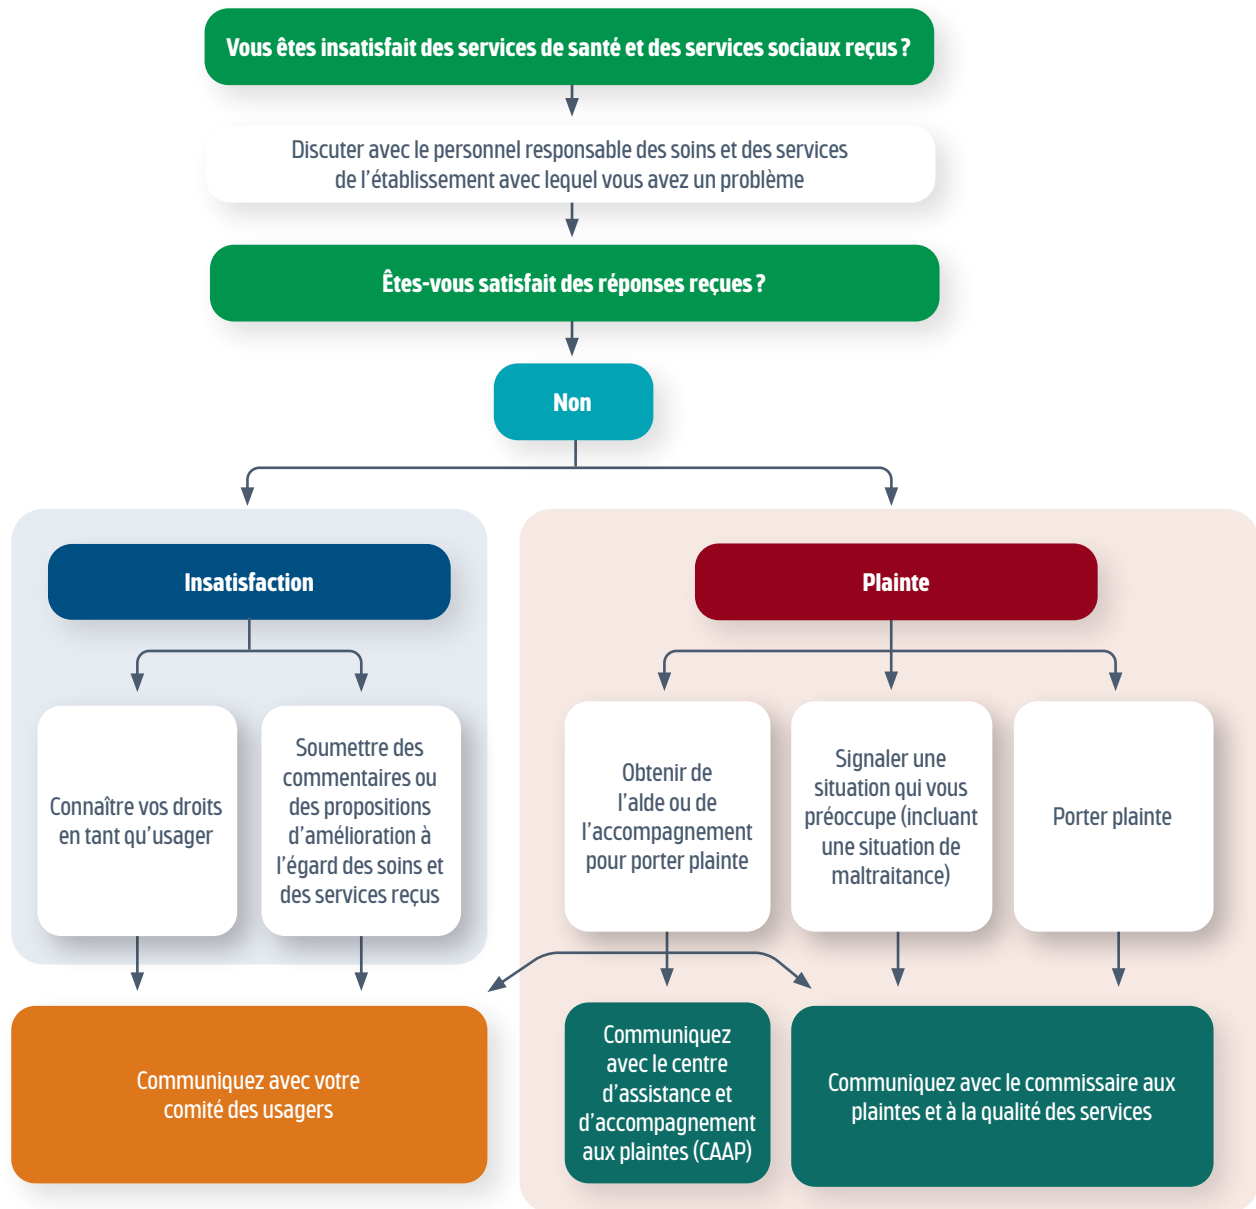 Vous êtes insatisfait des services de santé et des services sociaux reçus ?
Discuter avec le personnel responsable des soins et des services
de l'établissement avec lequel vous avez un problème
Êtes-vous satisfait des réponses reçues ?
Non
Insatisfaction
Plainte
Connaître vos droits
en tant qu'usager
Soumettre des
commentaires ou
des propositions
d'amélioration à
l'égard des soins et
des services reçus
Obtenir de
l'alde ou de
l'accompagnement
pour porter plainte
Signaler une
situation qui vous
préoccupe (incluant
une situation de
maltraitance)
Porter plainte
Communiquez avec votre
comité des usagers
Communiquez
avec le centre
d'assistance et
d'accompagnement
aux plaintes (CAAP)
Communiquez avec le commissaire aux
plaintes et à la qualité des services